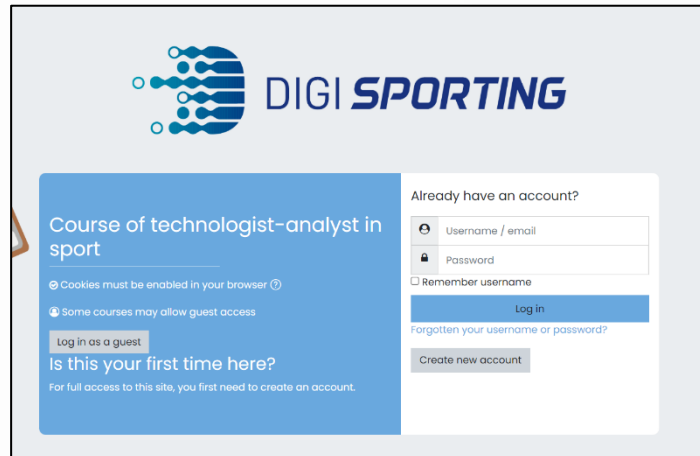 DIGI SPORTING
Course of technologist-analyst in
sport
Cookies must be enabled in your browser
Some courses may allow guest access
Log in as a guest
Is this your first time here?
For full access to this site, you first need to create an account.
Already have an account?
Username / email
Password
Remember username
Log in
Forgotten your username or password?
Create new account